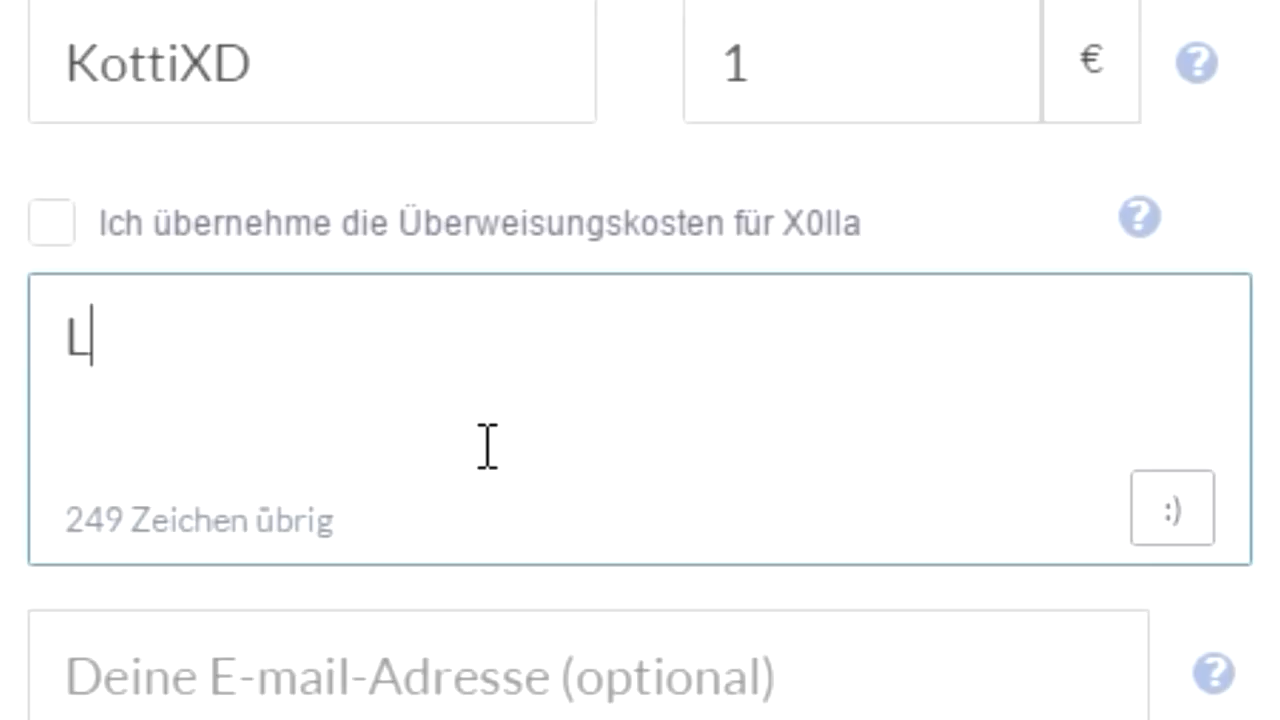 KottiXD 1 € ?
Ich übernehme die Überweisungskosten für X0lla ?
L
249 Zeichen übrig :)
Deine E-mail-Adresse (optional) ?